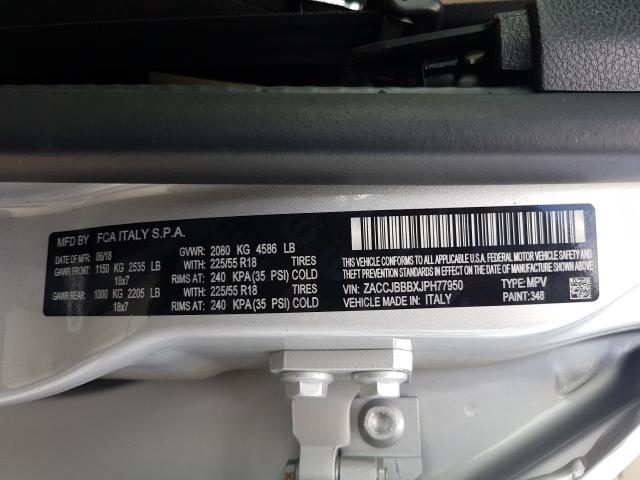 MFD BY: FCA ITALY S.P.A.
DATE OF MFR: 06/18 GVWR: 2080 KG 4586 LB
GAWR FRONT: 1150 KG 2535 LB WITH: 225/55 R18 TIRES
18x7 RIMS AT: 240 KPA (35 PSI) COLD
GAWR REAR: 1000 KG 2205 LB WITH: 225/55 R18 TIRES
18x7 RIMS AT: 240 KPA (35 PSI) COLD
THIS VEHICLE CONFORMS TO ALL APPLICABLE U.S.A. FEDERAL MOTOR VEHICLE SAFETY AND
THEFT PREVENTION STANDARDS IN EFFECT ON THE DATE OF MANUFACTURE SHOWN ABOVE.
VIN: ZACCJBBBXJPH77950 TYPE: MPV
VEHICLE MADE IN: ITALY PAINT: 348